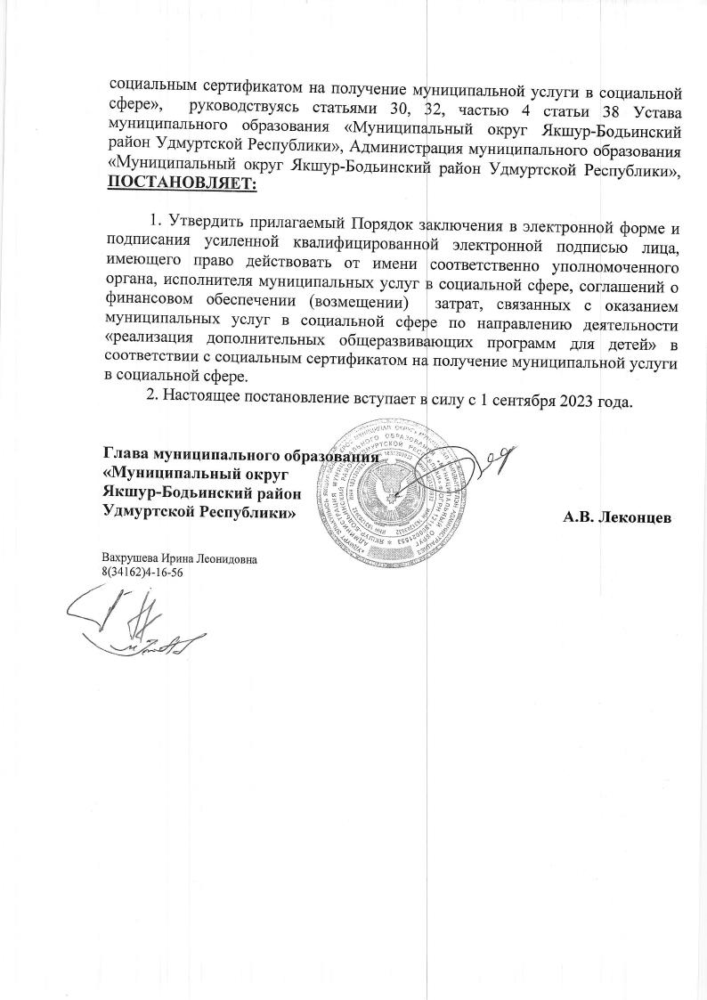 социальным сертификатом на получение муниципальной услуги в социальной
сфере», руководствуясь статьями 30, 32, частью 4 статьи 38 Устава
муниципального образования «Муниципальный округ Якшур-Бодьинский
район Удмуртской Республики», Администрация муниципального образования
«Муниципальный округ Якшур-Бодьинский район Удмуртской Республики»,
ПОСТАНОВЛЯЕТ:
1. Утвердить прилагаемый Порядок заключения в электронной форме и
подписания усиленной квалифицированной электронной подписью лица,
имеющего право действовать от имени соответственно уполномоченного
органа, исполнителя муниципальных услуг в социальной сфере, соглашений о
финансовом обеспечении (возмещении) затрат, связанных с оказанием
муниципальных услуг в социальной сфере по направлению деятельности
«реализация дополнительных общеразвивающих программ для детей» в
соответствии с социальным сертификатом на получение муниципальной услуги
в социальной сфере.
2. Настоящее постановление вступает в силу с 1 сентября 2023 года.
Глава муниципального образования
«Муниципальный округ
Якшур-Бодьинский район
Удмуртской Республики»
А.В. Леконцев
Вахрушева Ирина Леонидовна
8(34162)4-16-56